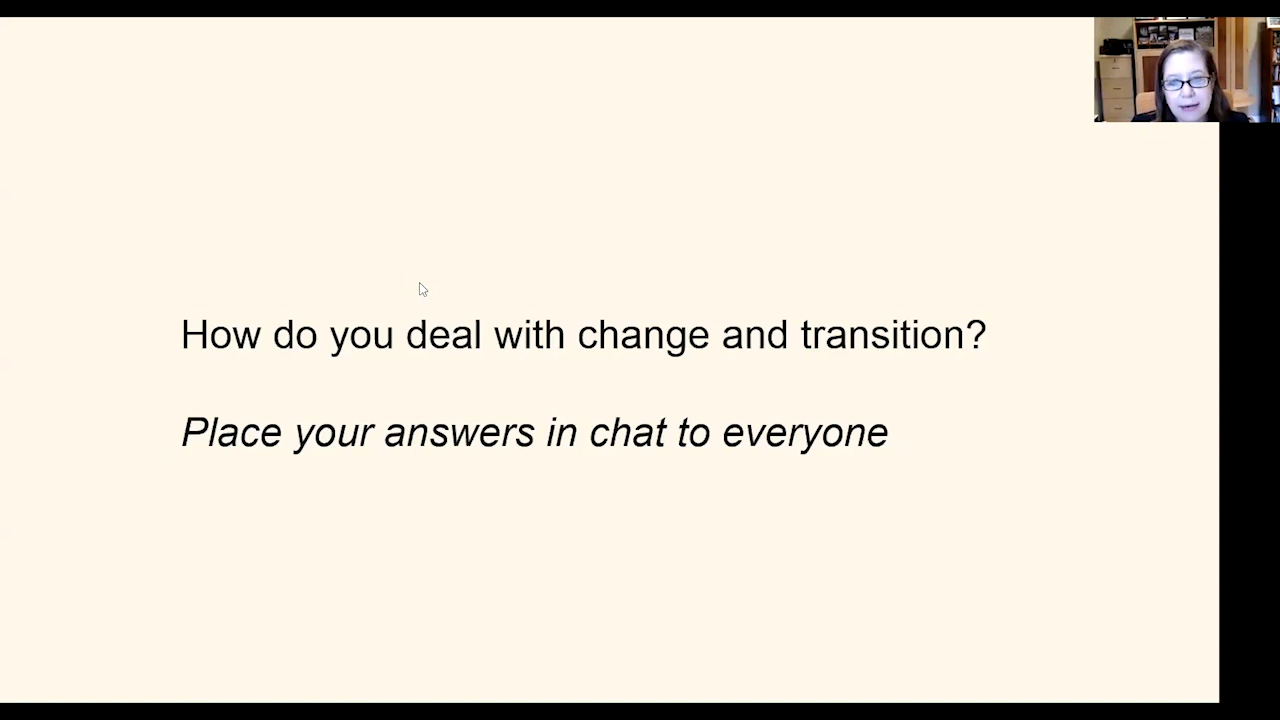 How do you deal with change and transition?
Place your answers in chat to everyone